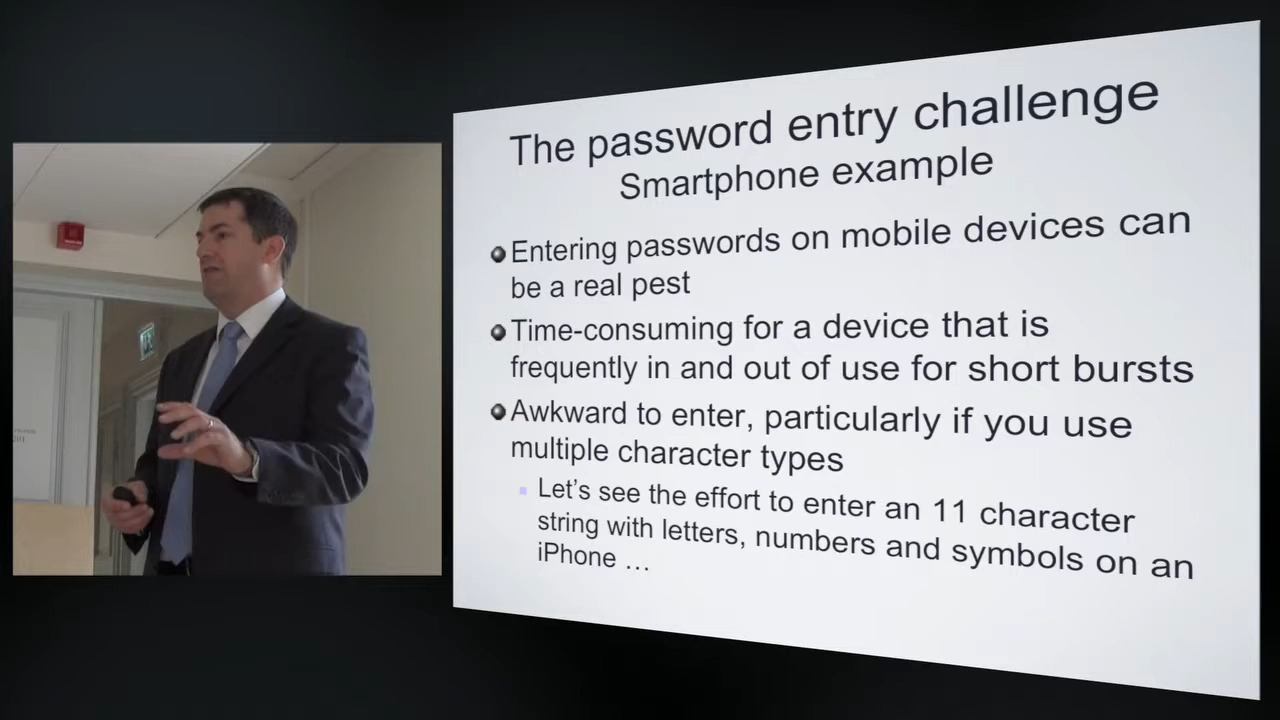 The password entry challenge
Smartphone example
Entering passwords on mobile devices can
be a real pest
Time-consuming for a device that is
frequently in and out of use for short bursts
Awkward to enter, particularly if you use
multiple character types
Let's see the effort to enter an 11 character
string with letters, numbers and symbols on an
iPhone …